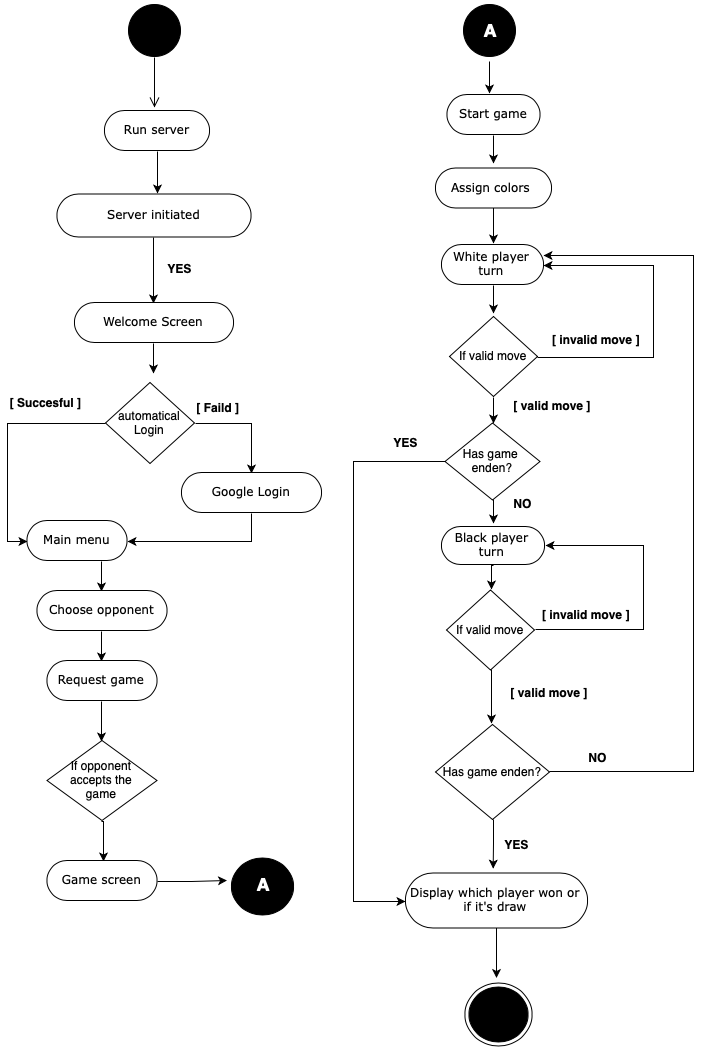 Run server
Server initiated
YES
Welcome Screen
[ Succesful ]
automatical
Login
[ Faild ]
Google Login
Main menu
Choose opponent
Request game
If opponent
accepts the
game
Game screen
A
A
Start game
Assign colors
White player
turn
If valid move
[ invalid move ]
[ valid move ]
YES
Has game
enden?
NO
Black player
turn
If valid move
[ invalid move ]
[ valid move ]
Has game enden?
NO
YES
Display which player won or
if it's draw